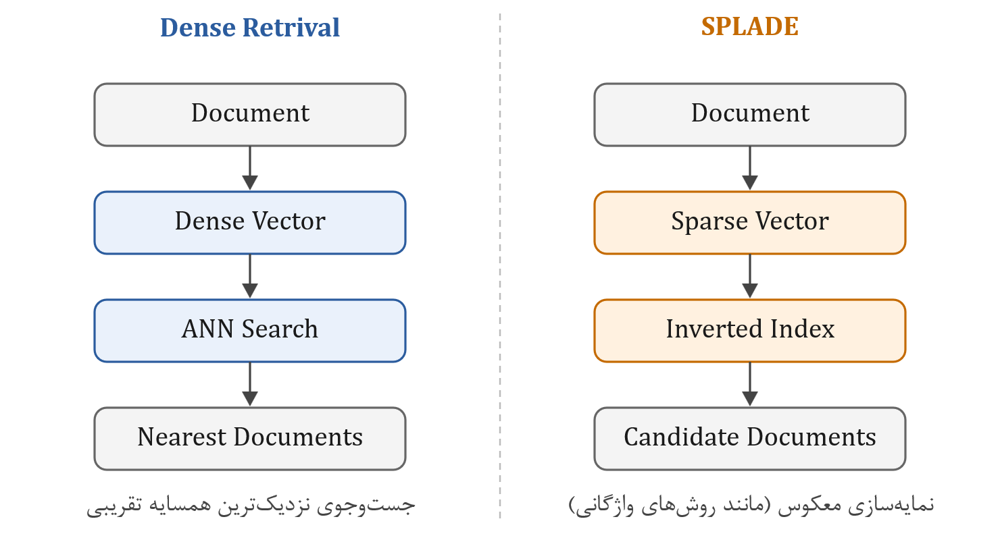 Dense Retrival
Document
Dense Vector
ANN Search
Nearest Documents
جست‌وجوی نزدیک‌ترین همسایه تقریبی
SPLADE
Document
Sparse Vector
Inverted Index
Candidate Documents
نمایه‌سازی معکوس (مانند روش‌های واژگانی)